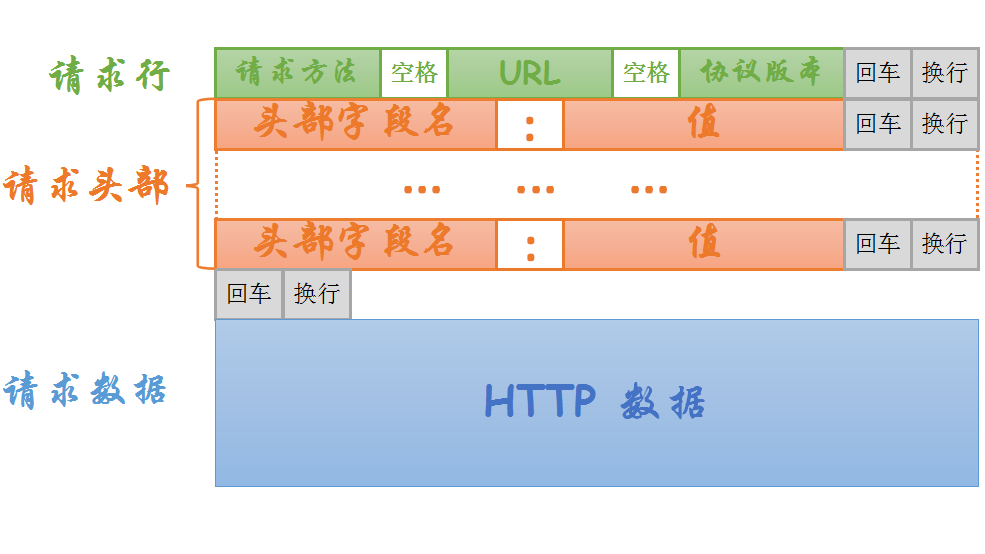 请求行 请求方法 空格 URL 空格 协议版本 回车 换行
头部字段名 : 值 回车 换行
请求头部 ... ... ...
头部字段名 : 值 回车 换行
回车 换行
请求数据 HTTP 数据